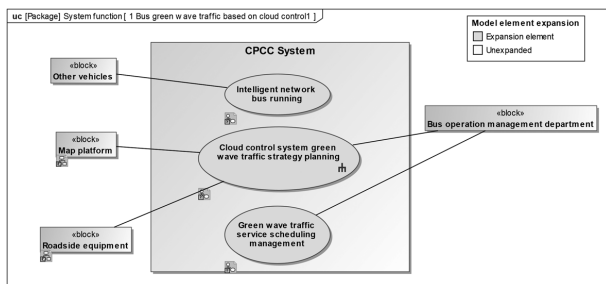 uc [Package] System function [ 1 Bus green wave traffic based on cloud control1 ]
Model element expansion
Expansion element
Unexpanded
CPCC System
«block»
Other vehicles
Intelligent network
bus running
«block»
Bus operation management department
«block»
Map platform
Cloud control system green
wave traffic strategy planning
«block»
Roadside equipment
Green wave traffic
service scheduling
management